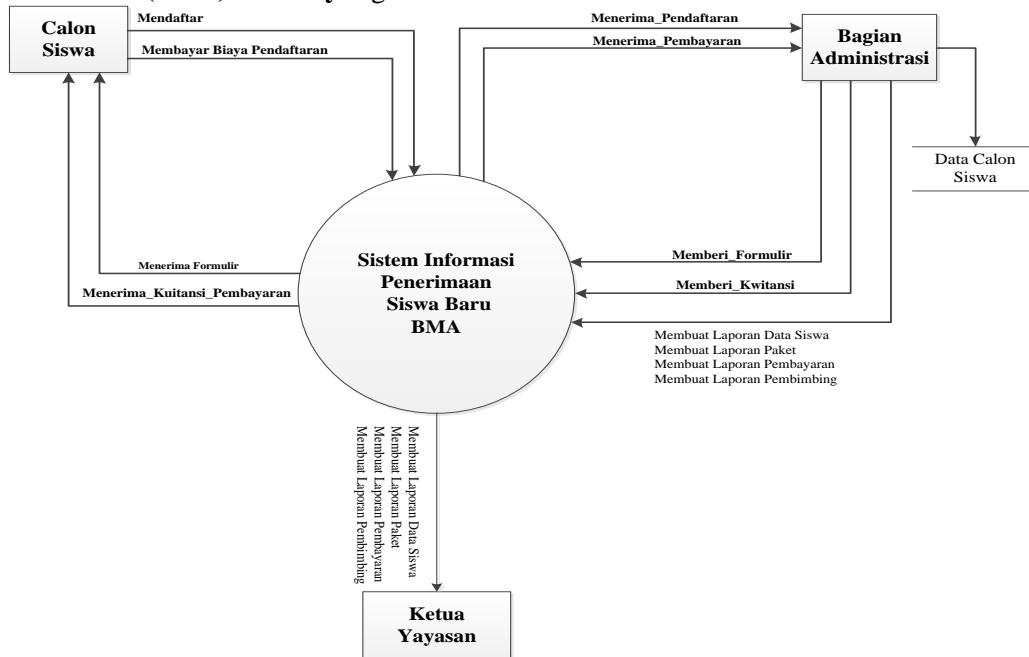 Calon
Siswa
Mendaftar
Membayar Biaya Pendaftaran
Menerima_Pendaftaran
Menerima_Pembayaran
Bagian
Administrasi
Data Calon
Siswa
Menerima Formulir
Menerima_Kuitansi_Pembayaran
Sistem Informasi
Penerimaan
Siswa Baru
BMA
Memberi_Formulir
Memberi_Kwitansi
Membuat Laporan Data Siswa
Membuat Laporan Paket
Membuat Laporan Pembayaran
Membuat Laporan Pembimbing
Membuat Laporan Data Siswa
Membuat Laporan Paket
Membuat Laporan Pembayaran
Membuat Laporan Pembimbing
Ketua
Yayasan